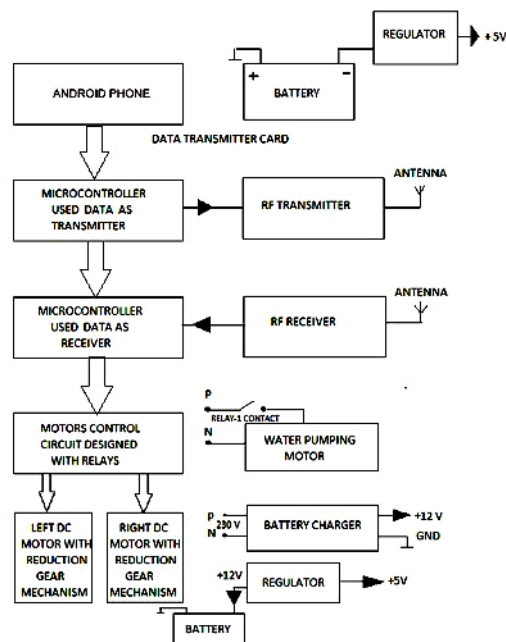 REGULATOR
+5V
+ −
BATTERY
ANDROID PHONE
DATA TRANSMITTER CARD
MICROCONTROLLER
USED DATA AS
TRANSMITTER
RF TRANSMITTER
ANTENNA
MICROCONTROLLER
USED DATA AS
RECEIVER
RF RECEIVER
ANTENNA
MOTORS CONTROL
CIRCUIT DESIGNED
WITH RELAYS
P
RELAY-1 CONTACT
N
WATER PUMPING
MOTOR
LEFT DC
MOTOR WITH
REDUCTION
GEAR
MECHANISM
RIGHT DC
MOTOR WITH
REDUCTION
GEAR
MECHANISM
P
N 230 V
BATTERY CHARGER
+12 V
GND
+12V
REGULATOR
+5V
BATTERY